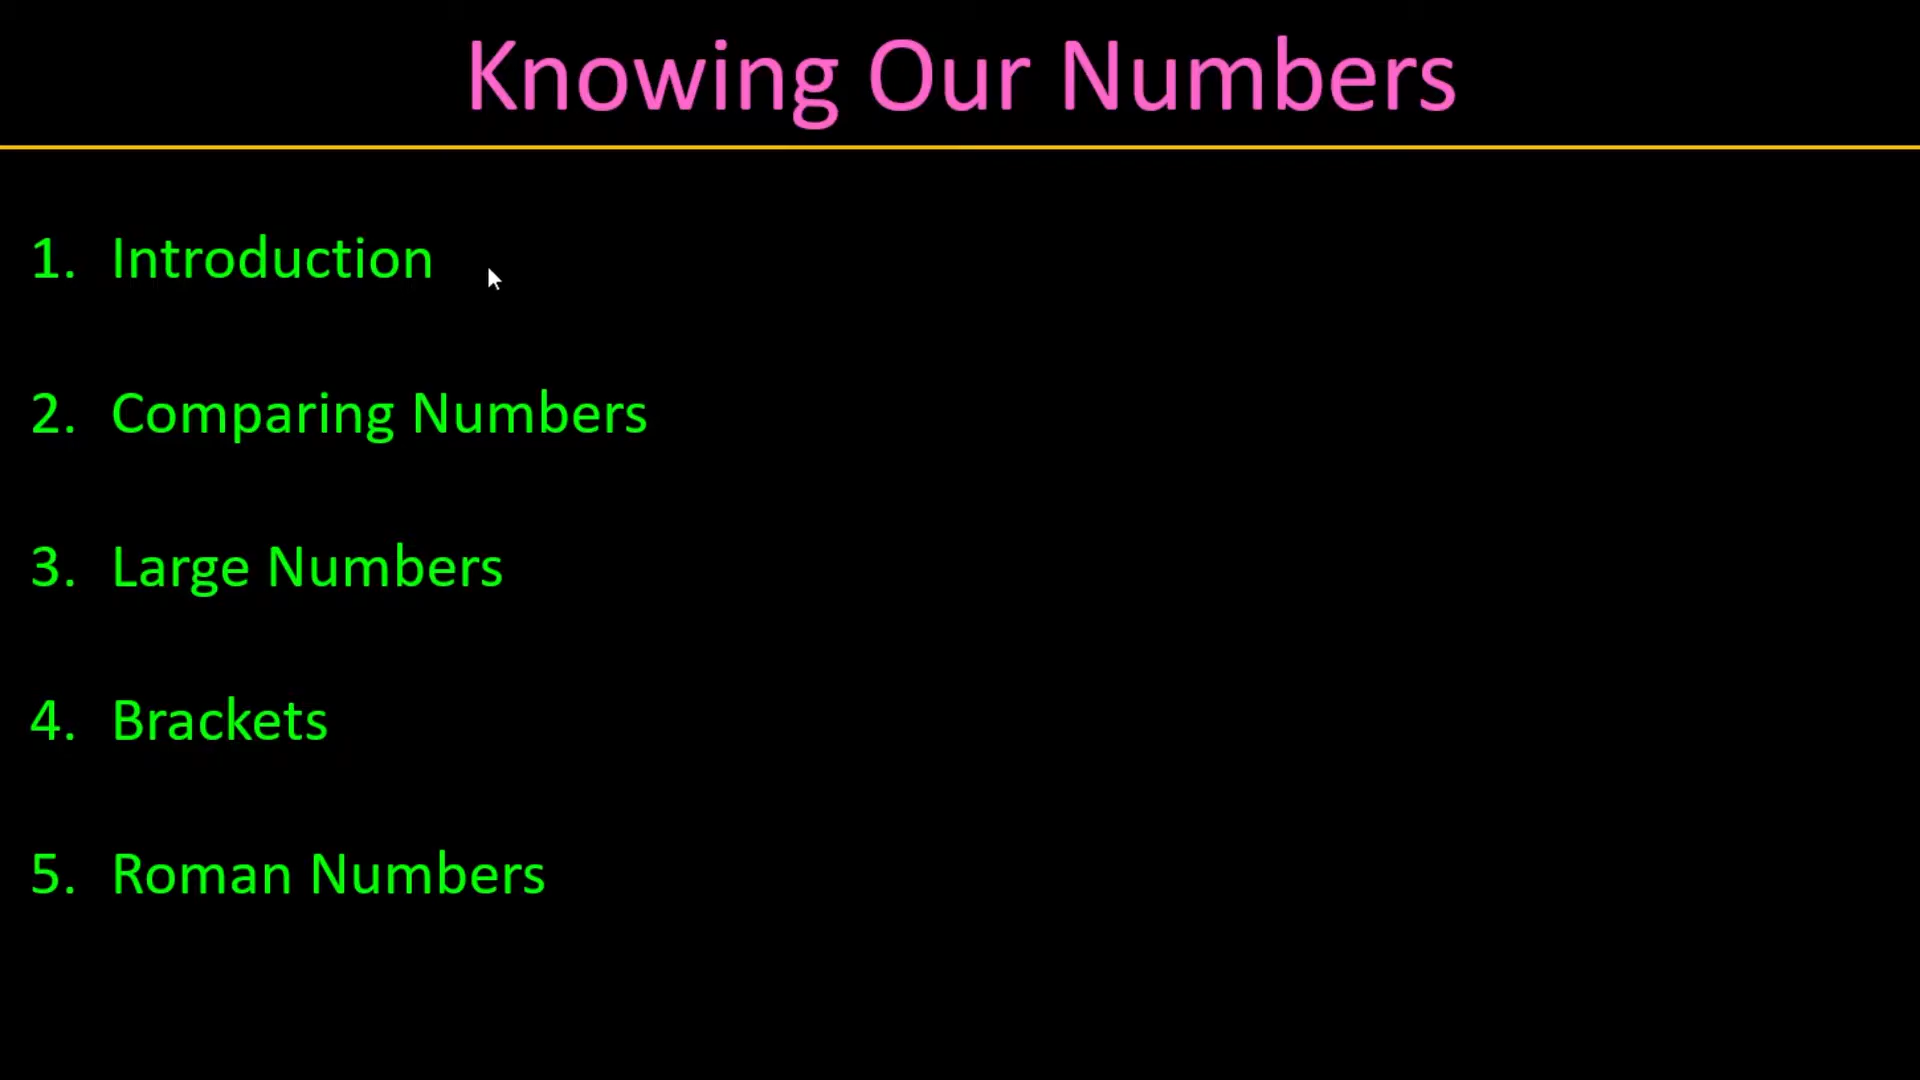 Knowing Our Numbers
1. Introduction
2. Comparing Numbers
3. Large Numbers
4. Brackets
5. Roman Numbers